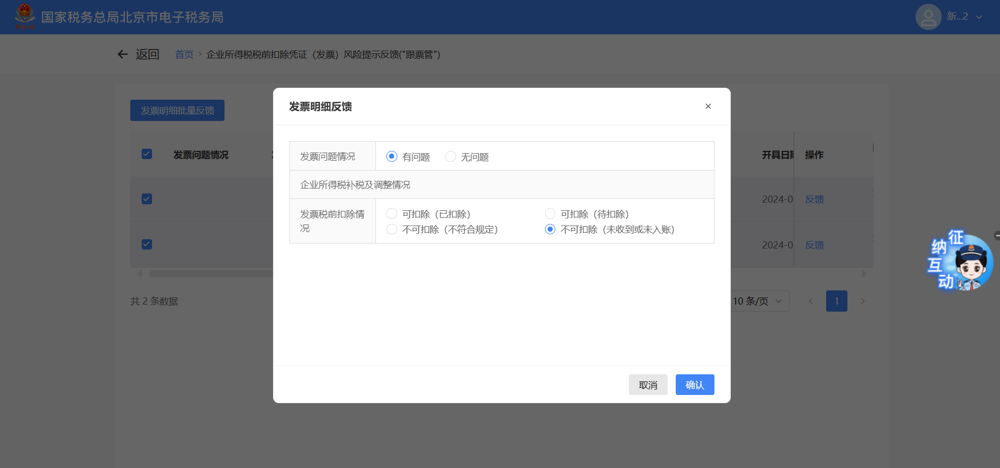 国家税务总局北京市电子税务局
新...2
返回
首页 > 企业所得税税前扣除凭证（发票）风险提示反馈("跟票管")
发票明细批量反馈
发票问题情况
开具日期
操作
2024-0
反馈
2024-0
反馈
共 2 条数据
10 条/页
1
发票明细反馈
×
发票问题情况
有问题
无问题
企业所得税补税及调整情况
发票税前扣除情况
可扣除（已扣除）
可扣除（待扣除）
不可扣除（不符合规定）
不可扣除（未收到或未入账）
取消
确认
征
纳
互
动